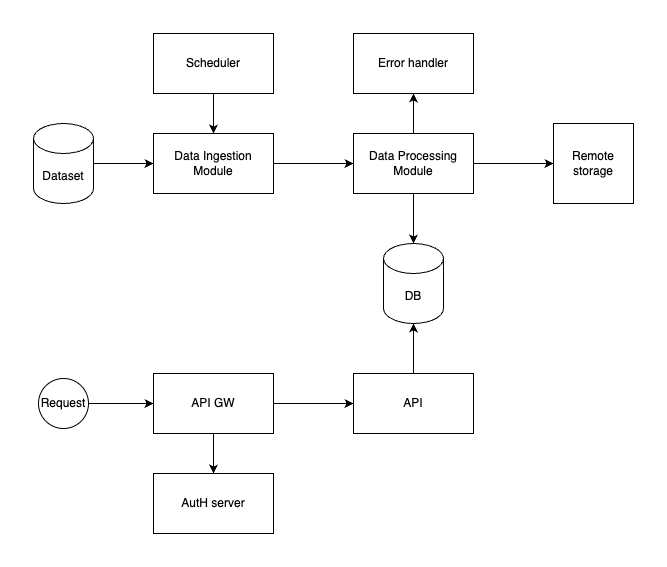 Scheduler
Error handler
Dataset
Data Ingestion
Module
Data Processing
Module
Remote
storage
DB
Request
API GW
API
AutH server